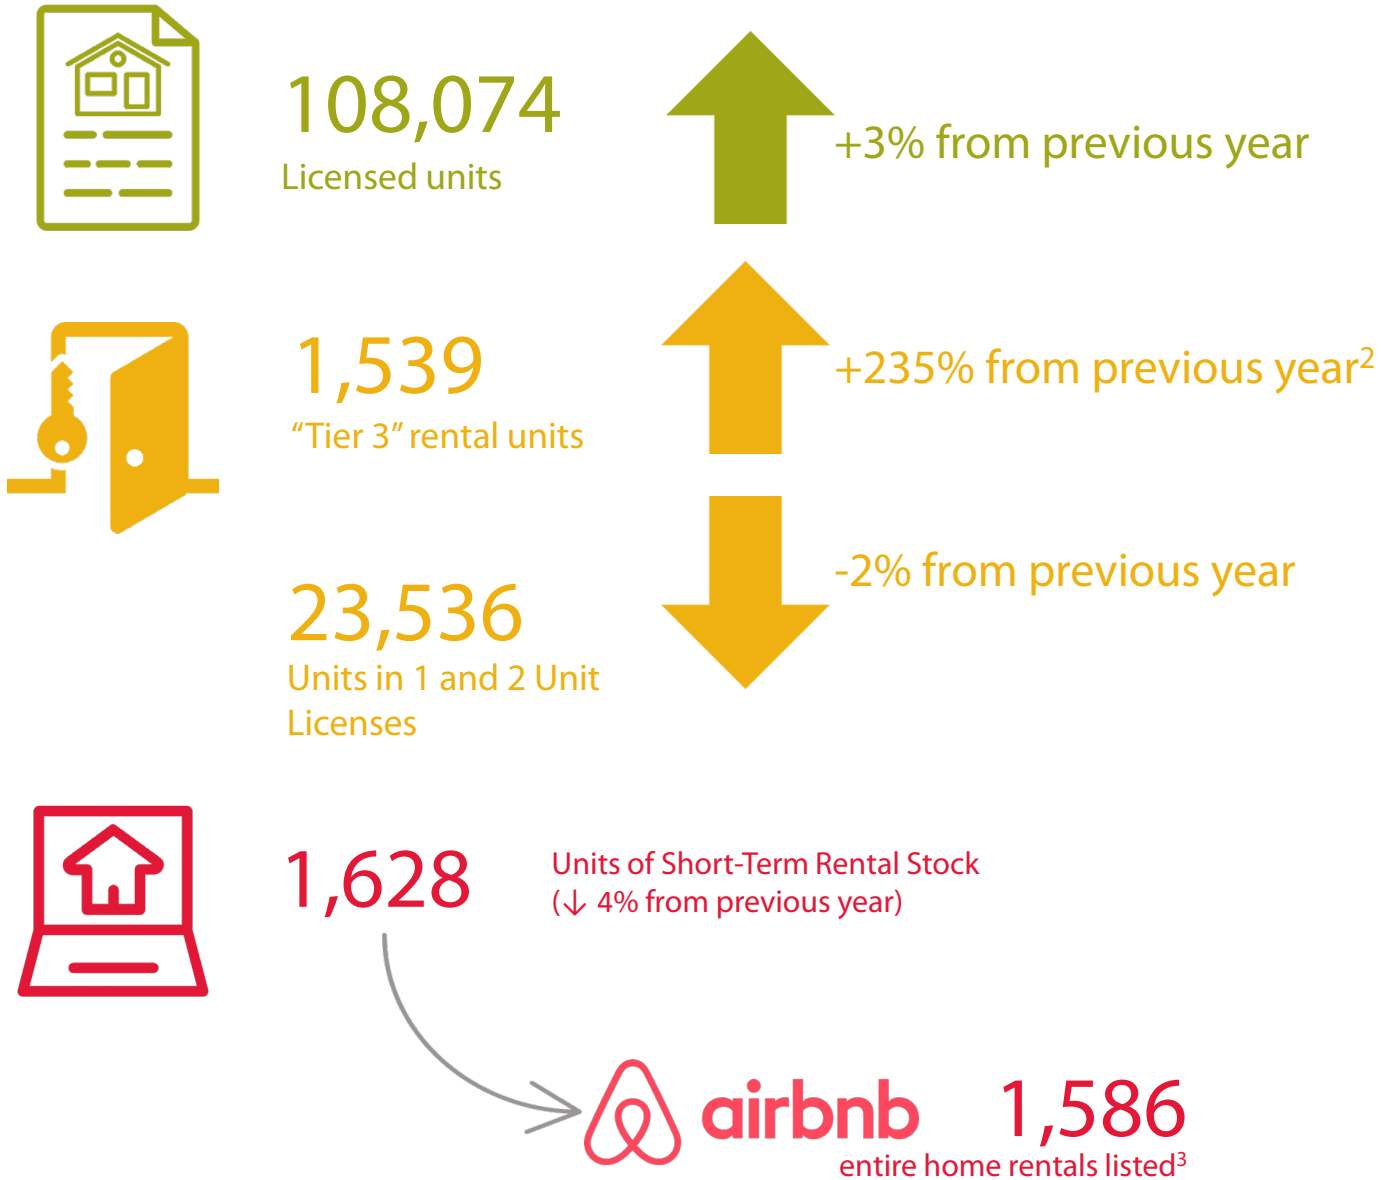 108,074
Licensed units
+3% from previous year
1,539
“Tier 3” rental units
+235% from previous year²
23,536
Units in 1 and 2 Unit
Licenses
-2% from previous year
1,628
Units of Short-Term Rental Stock
(↓ 4% from previous year)
airbnb
1,586
entire home rentals listed³